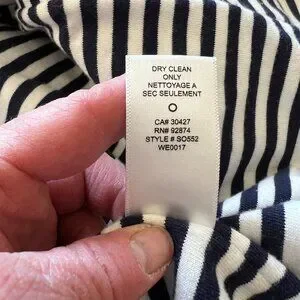 DRY CLEAN
ONLY
NETTOYAGE A
SEC SEULEMENT
CA# 30427
RN# 92874
STYLE # SO552
WE0017